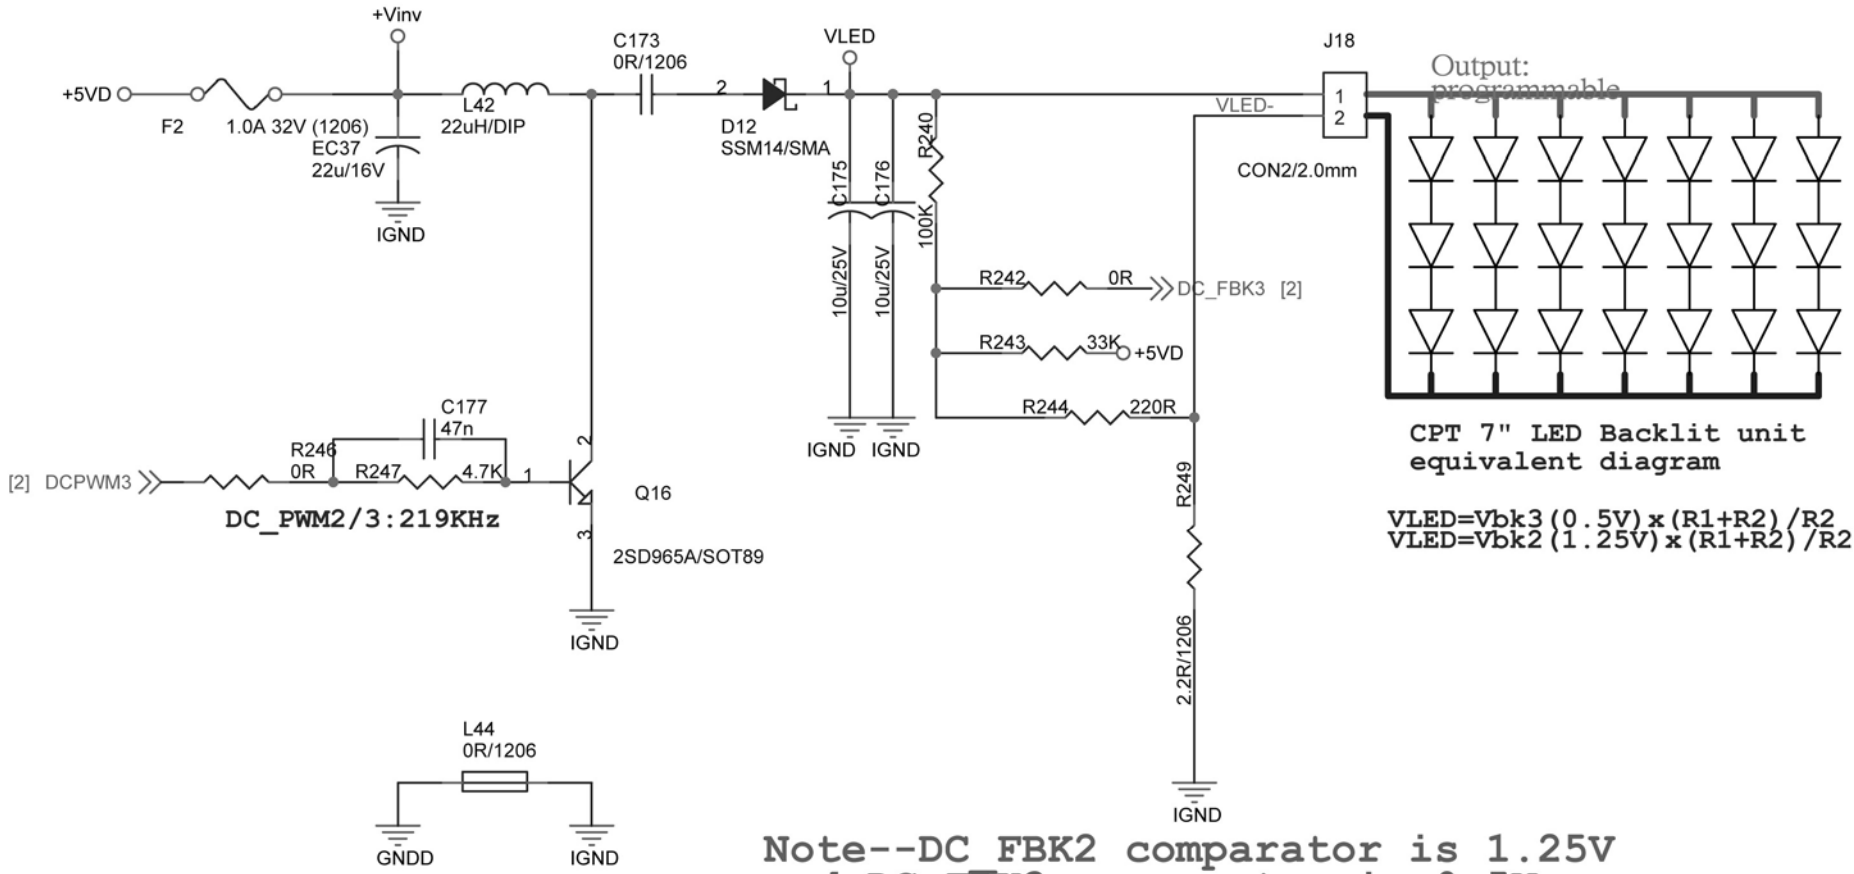 +Vinv
+5VD
F2
1.0A 32V (1206)
EC37
22u/16V
IGND
L42
22uH/DIP
C173
0R/1206
2
1
D12
SSM14/SMA
VLED
C175
10u/25V
C176
10u/25V
IGND
IGND
R240
100K
R242
0R
DC_FBK3 [2]
R243
33K
+5VD
R244
220R
R249
2.2R/1206
IGND
VLED-
J18
1
2
CON2/2.0mm
Output:
programmable
CPT 7" LED Backlit unit
equivalent diagram
VLED=Vbk3(0.5V)x(R1+R2)/R2
VLED=Vbk2(1.25V)x(R1+R2)/R2
[2] DCPWM3
R246
0R
C177
47n
R247
4.7K
DC_PWM2/3:219KHz
1
2
3
Q16
2SD965A/SOT89
IGND
L44
0R/1206
GNDD
IGND
Note--DC_FBK2 comparator is 1.25V